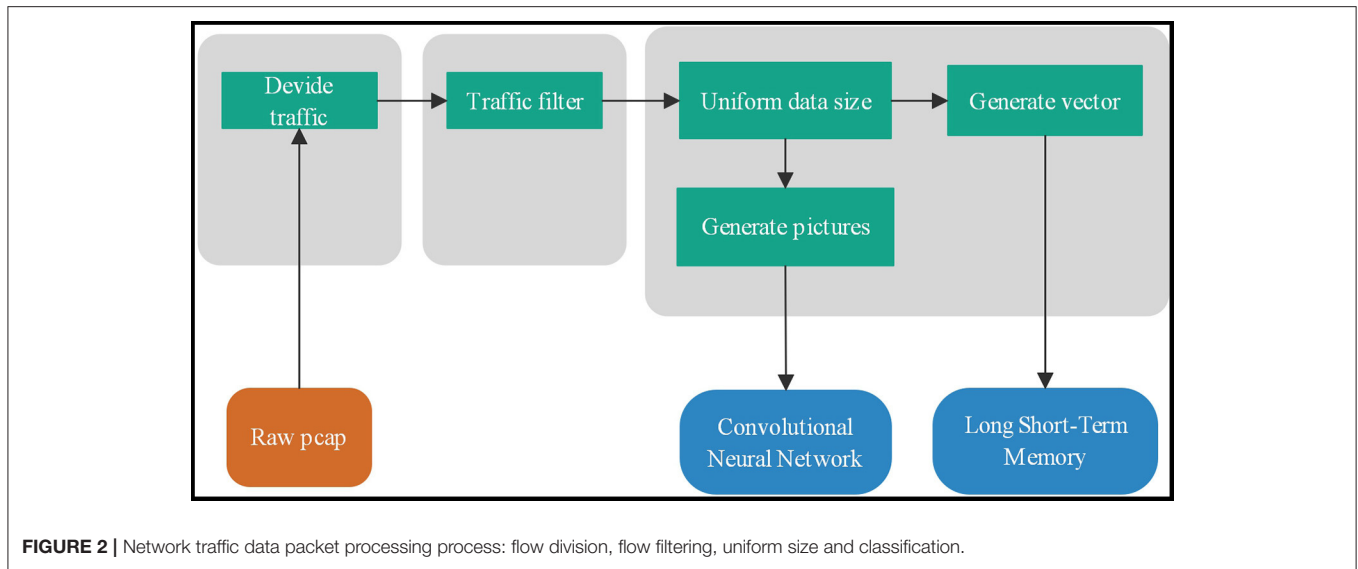 Devide
traffic
Traffic filter
Uniform data size
Generate vector
Generate pictures
Raw pcap
Convolutional
Neural Network
Long Short-Term
Memory
FIGURE 2 | Network traffic data packet processing process: flow division, flow filtering, uniform size and classification.